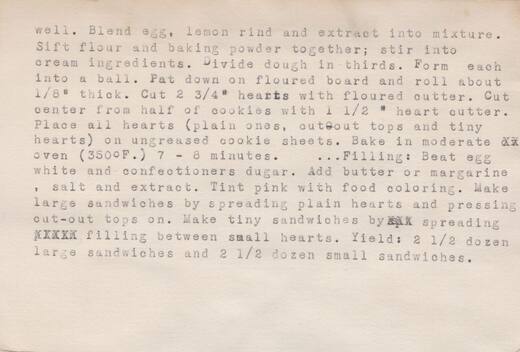 well. Blend egg, lemon rind and extract into mixture.
Sift flour and baking powder together; stir into
cream ingredients. Divide dough in thirds. Form each
into a ball. Pat down on floured board and roll about
1/8" thick. Cut 2 3/4" hearts with floured cutter. Cut
center from half of cookies with 1 1/2 " heart cutter.
Place all hearts (plain ones, cut-out tops and tiny
hearts) on ungreased cookie sheets. Bake in moderate xx
oven (350oF.) 7 - 8 minutes. ...Filling: Beat egg
white and confectioners dugar. Add butter or margarine
, salt and extract. Tint pink with food coloring. Make
large sandwiches by spreading plain hearts and pressing
cut-out tops on. Make tiny sandwiches by xxx spreading
xxxxx filling between small hearts. Yield: 2 1/2 dozen
large sandwiches and 2 1/2 dozen small sandwiches.